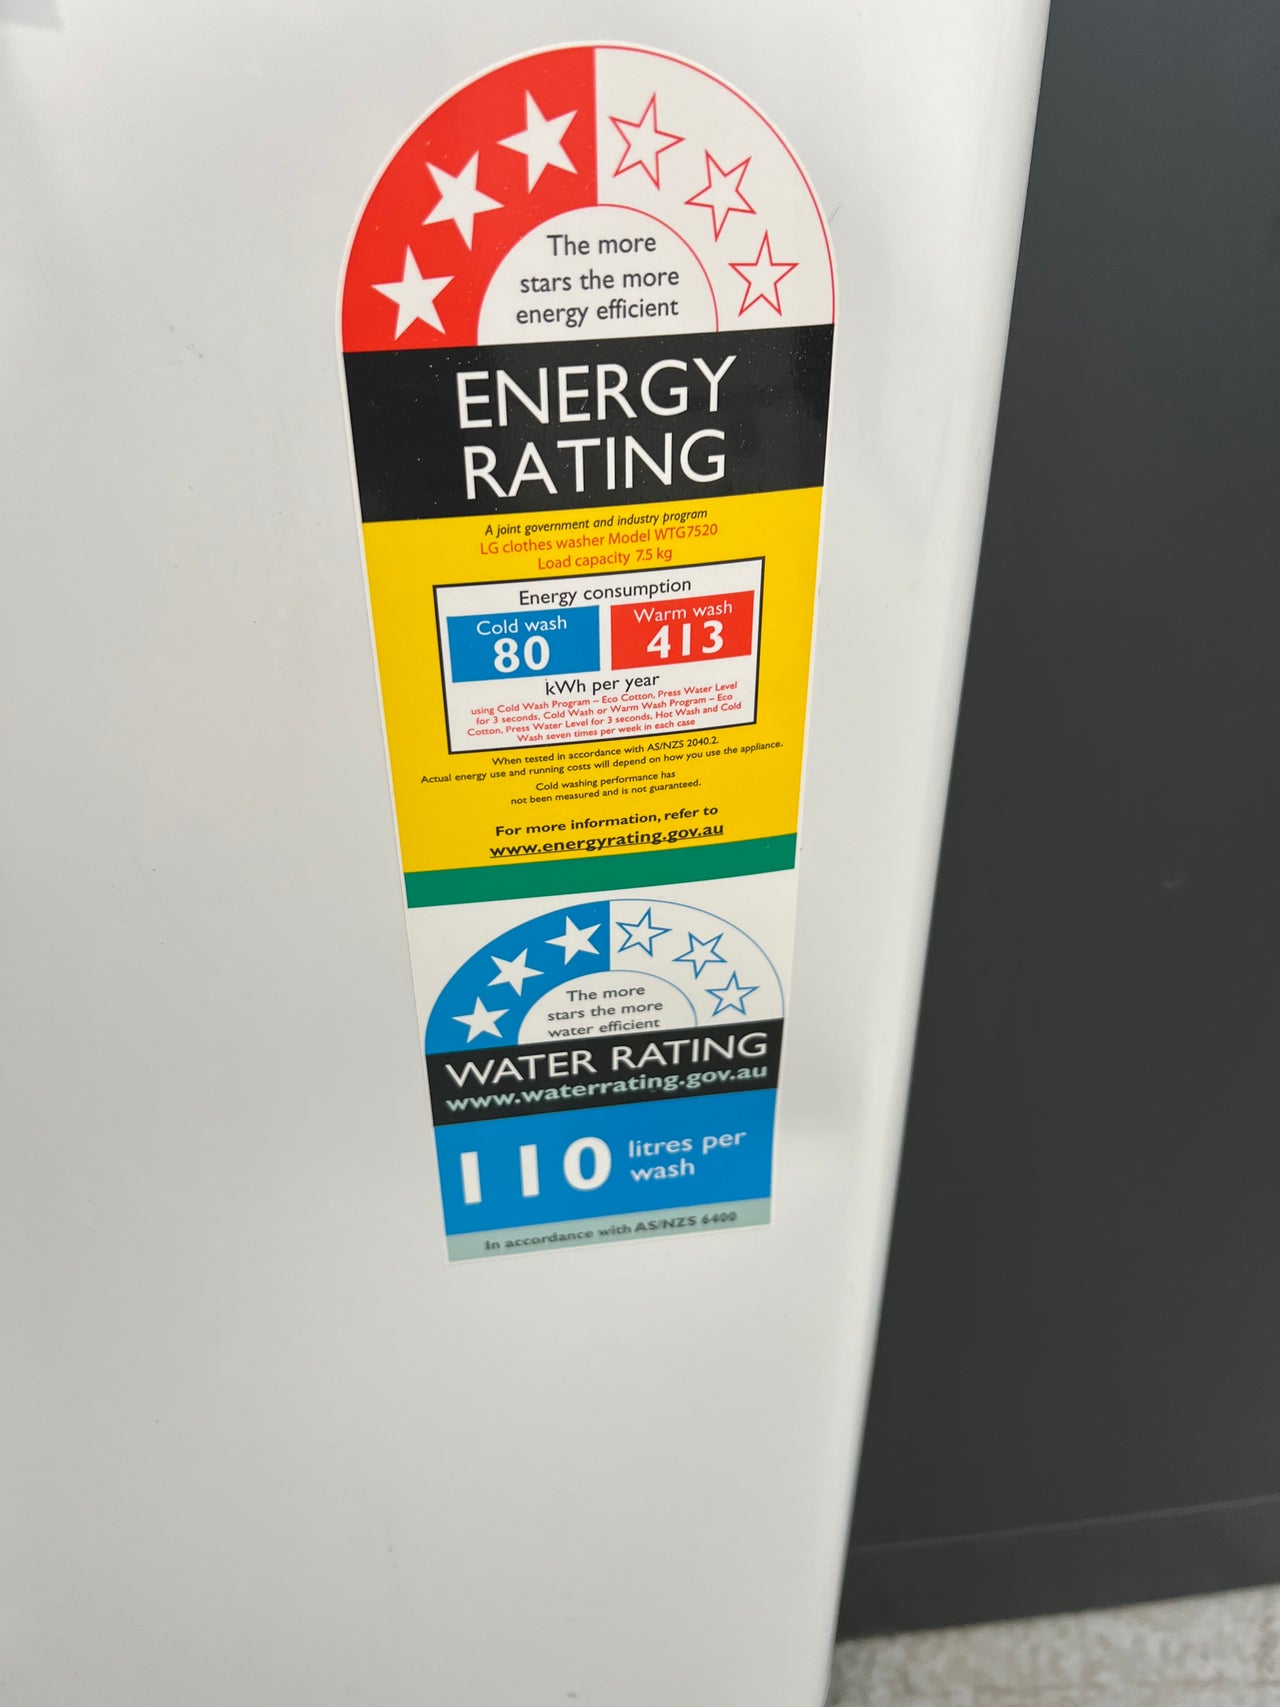 The more
stars the more
energy efficient
ENERGY
RATING
A joint government and industry program
LG clothes washer Model WTG7520
Load capacity 7.5 kg
Energy consumption
Cold wash
80
Warm wash
413
kWh per year
using Cold Wash Program – Eco Cotton, Press Water Level
for 3 seconds, Cold Wash or Warm Wash Program – Eco
Cotton, Press Water Level for 3 seconds, Hot Wash and Cold
Wash seven times per week in each case
When tested in accordance with AS/NZS 2040.2.
Actual energy use and running costs will depend on how you use the appliance.
Cold washing performance has
not been measured and is not guaranteed.
For more information, refer to
www.energyrating.gov.au
The more
stars the more
water efficient
WATER RATING
www.waterrating.gov.au
110
litres per
wash
In accordance with AS/NZS 6400